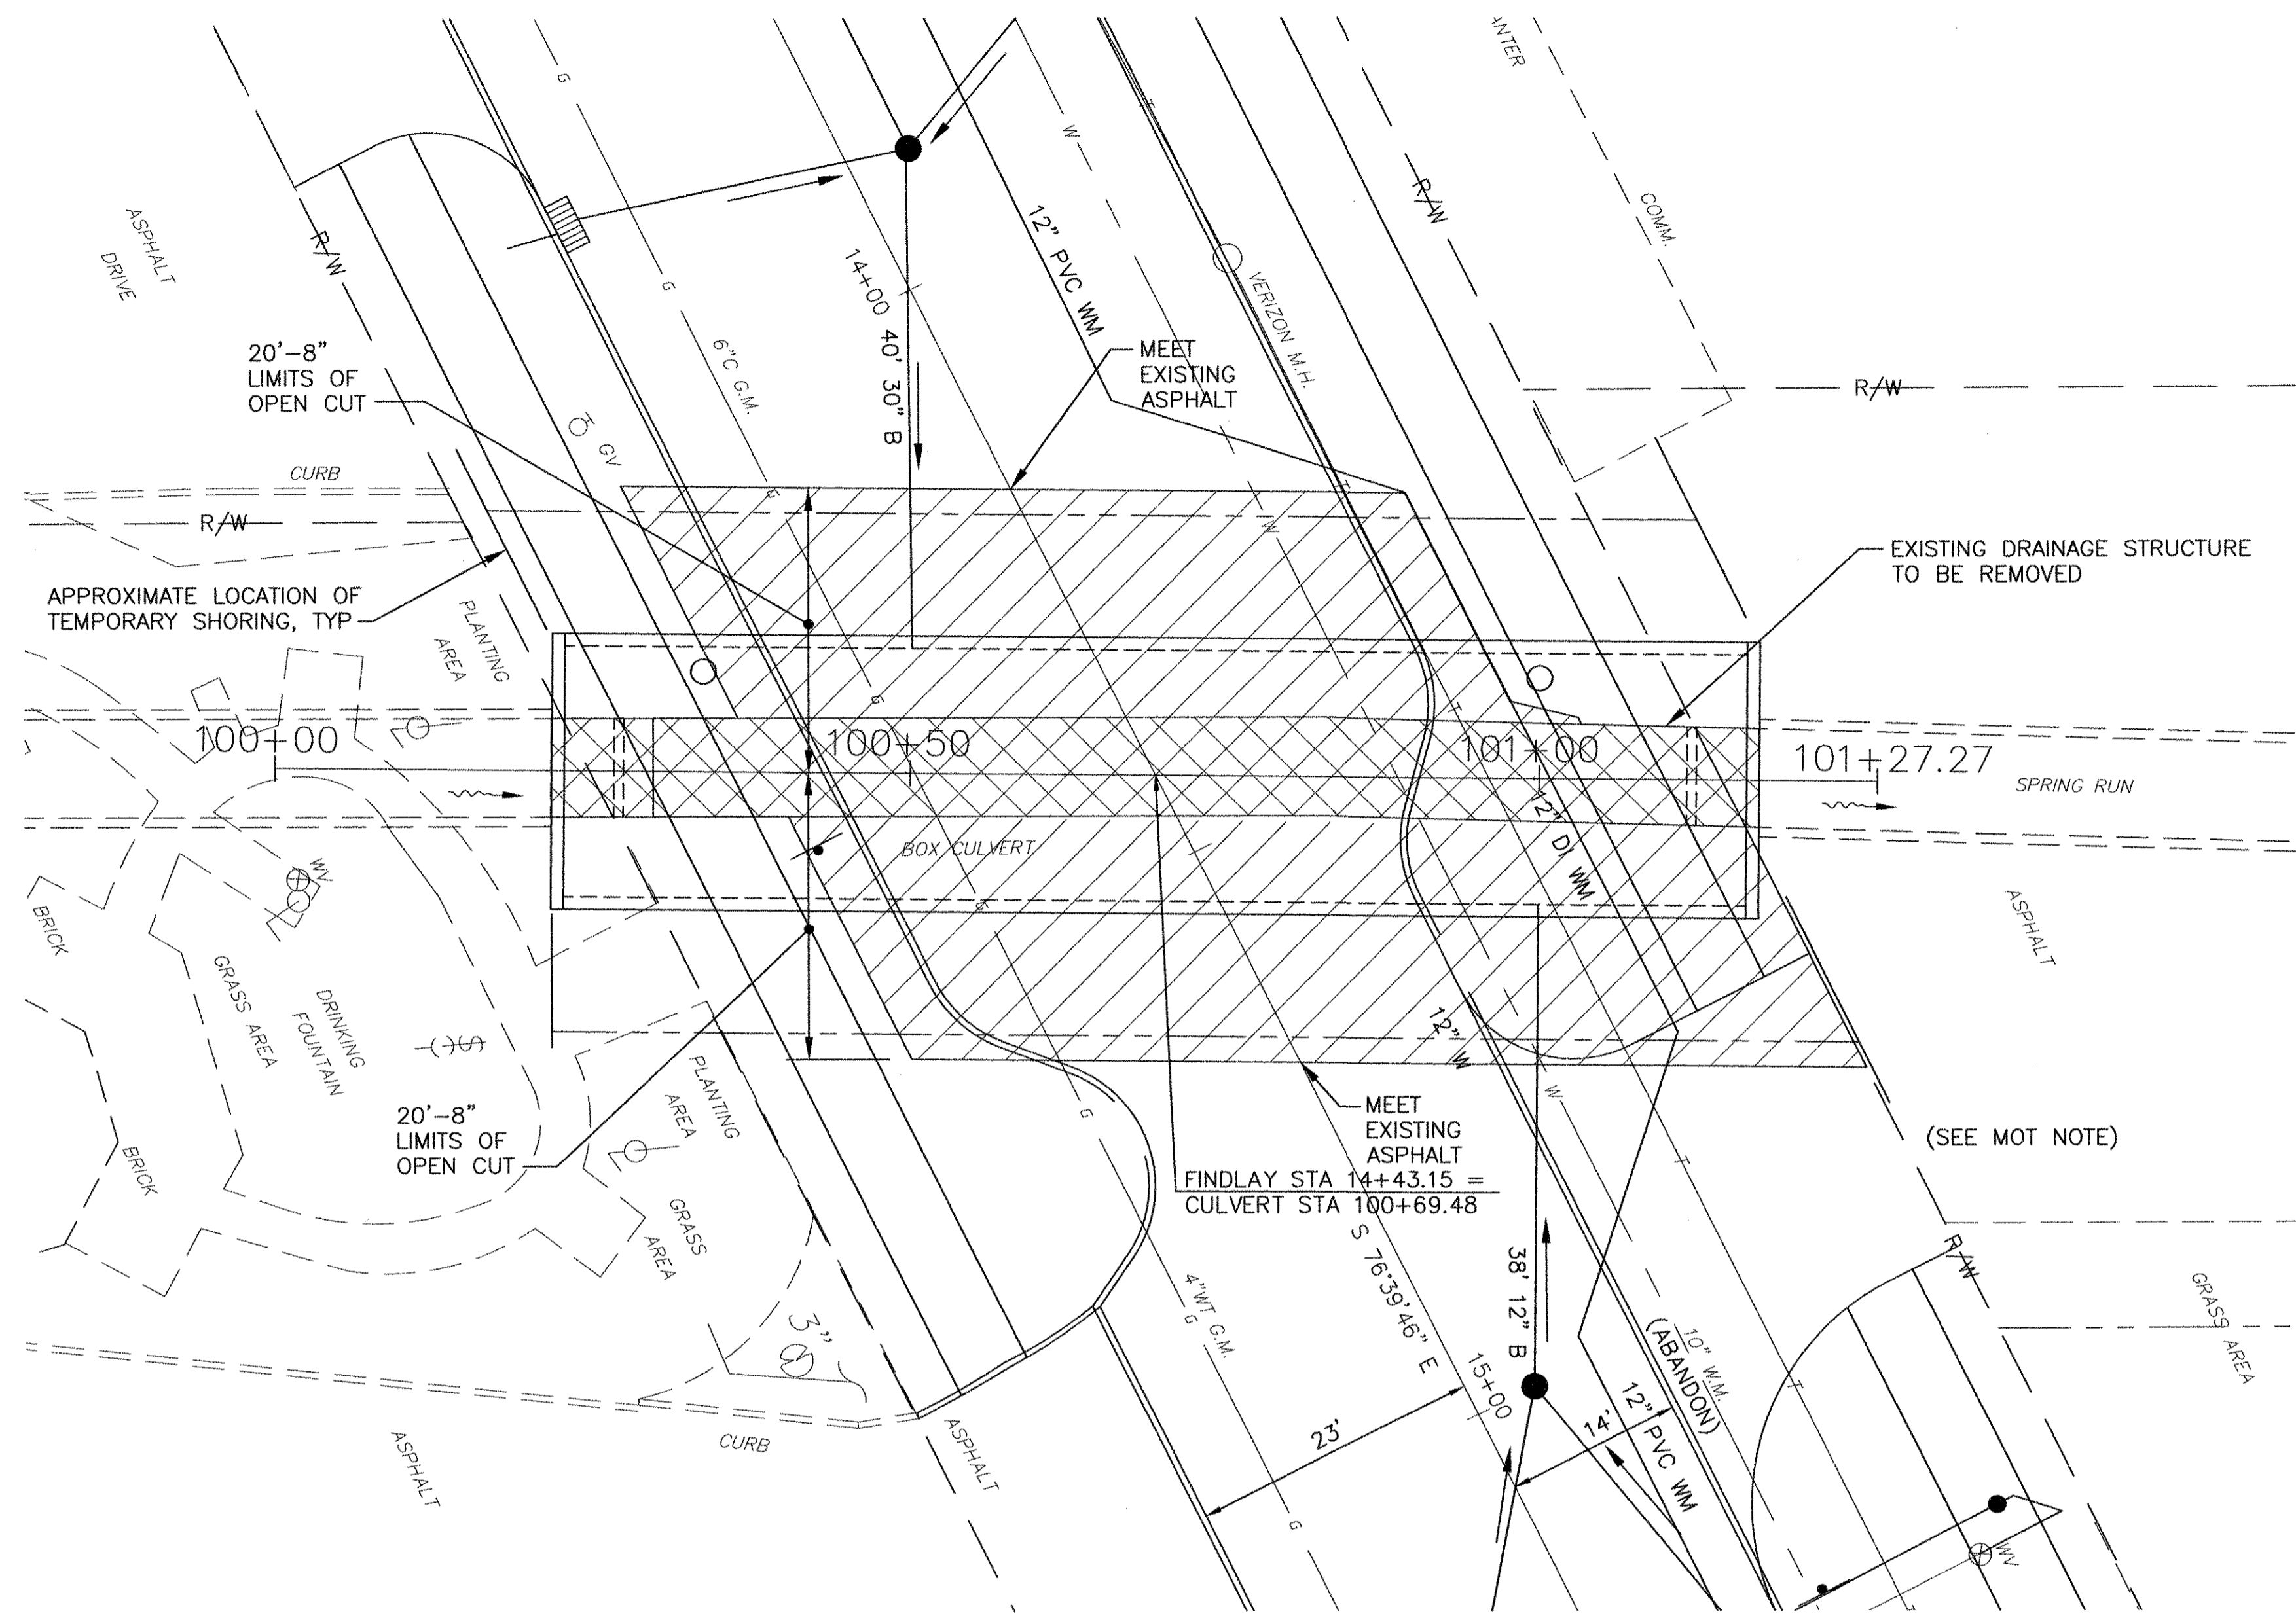 ANTER
G
T
W
ASPHALT
DRIVE
R/W
R/W
COMM.
12" PVC WM
14+00
40' 30" B
VERIZON M.H.
G
6"C G.M.
20'-8"
LIMITS OF
OPEN CUT
MEET
EXISTING
ASPHALT
R/W
GV
CURB
G
T
W
R/W
EXISTING DRAINAGE STRUCTURE
TO BE REMOVED
APPROXIMATE LOCATION OF
TEMPORARY SHORING, TYP
PLANTING
AREA
G
T
100+00
100+50
101+00
101+27.27
SPRING RUN
BOX CULVERT
12" DI WM
WV
G
BRICK
GRASS AREA
DRINKING
FOUNTAIN
ASPHALT
12" W
W
PLANTING
AREA
G
20'-8"
LIMITS OF
OPEN CUT
MEET
EXISTING
ASPHALT
(SEE MOT NOTE)
T
BRICK
FINDLAY STA 14+43.15 =
CULVERT STA 100+69.48
GRASS
AREA
S 76°39'46" E
R/W
GRASS AREA
4"WT G.M.
G
38' 12" B
3"
10" W.M.
(ABANDON)
15+00
T
23'
14'
12" PVC WM
CURB
ASPHALT
ASPHALT
G
WV